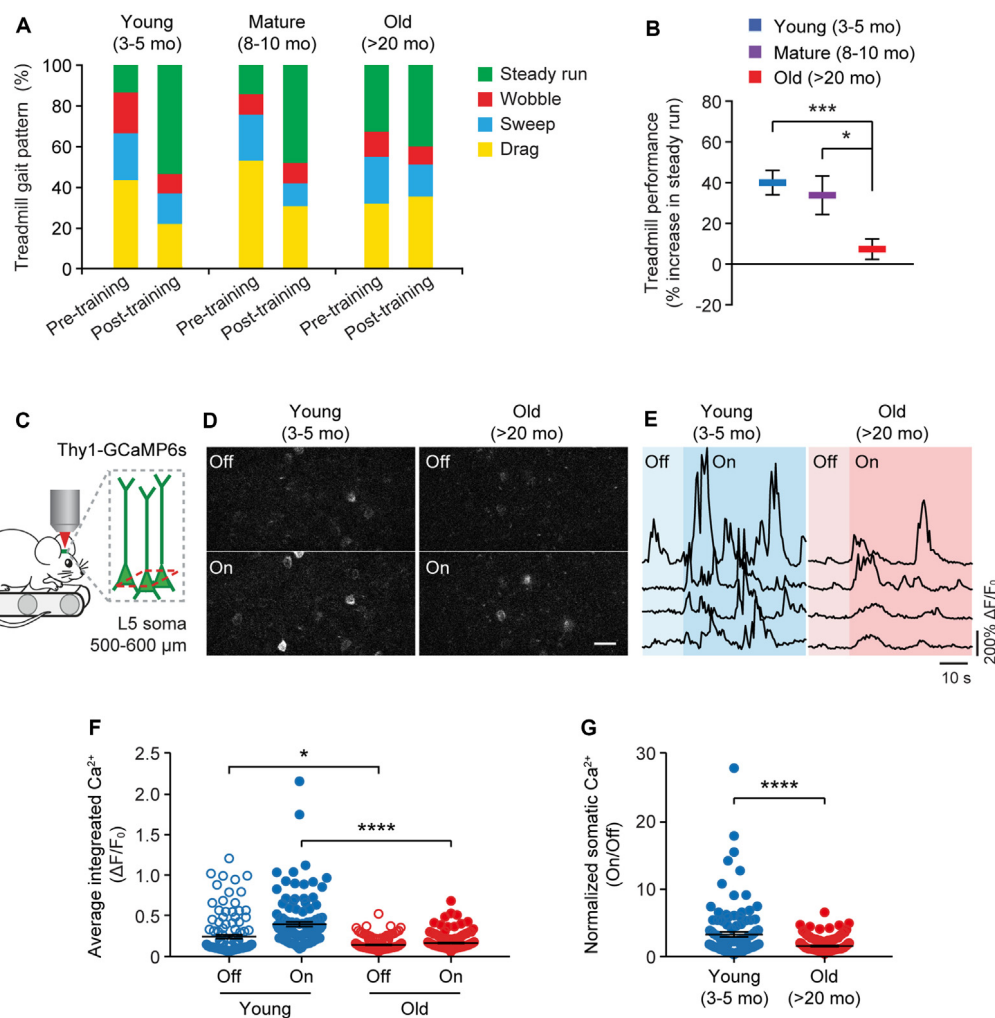 A
Young
(3-5 mo)
Mature
(8-10 mo)
Old
(>20 mo)
Treadmill gait pattern (%)
100
80
60
40
20
0
Steady run
Wobble
Sweep
Drag
Pre-training
Post-training
Pre-training
Post-training
Pre-training
Post-training
B
Young (3-5 mo)
Mature (8-10 mo)
Old (>20 mo)
Treadmill performance
(% increase in steady run)
80
60
40
20
0
-20
***
*
C
Thy1-GCaMP6s
L5 soma
500-600 µm
D
Young
(3-5 mo)
Old
(>20 mo)
Off
Off
On
On
E
Young
(3-5 mo)
Old
(>20 mo)
Off
On
Off
On
200% ΔF/F₀
10 s
F
Average integreated Ca²⁺
(ΔF/F₀)
2.5
2.0
1.5
1.0
0.5
0
*
****
Off
On
Off
On
Young
Old
G
Normalized somatic Ca²⁺
(On/Off)
30
20
10
0
****
Young
(3-5 mo)
Old
(>20 mo)